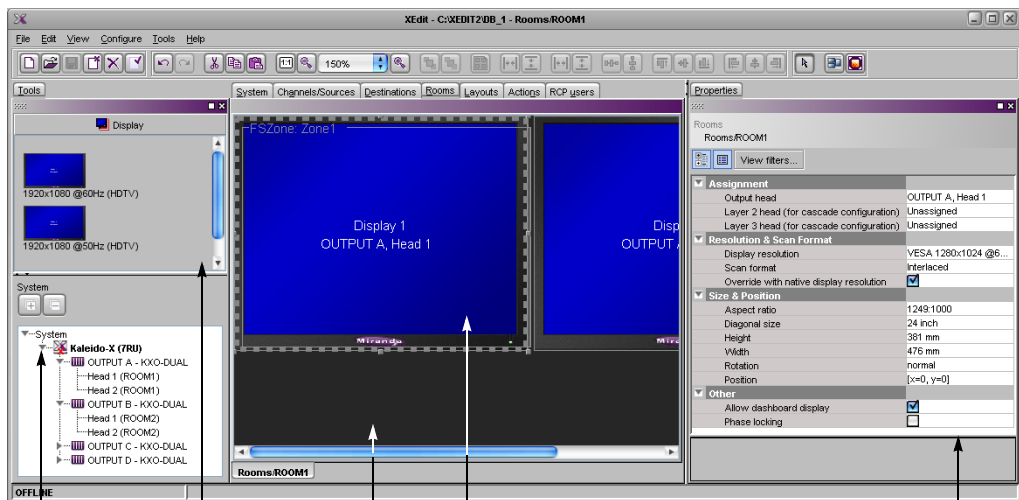 XEdit - C:\XEDIT2\DB_1 - Rooms/ROOM1
File Edit View Configure Tools Help
1:1 150%
Tools
System Channels/Sources Destinations Rooms Layouts Actions RCP users
Properties
Display
1920x1080 @60Hz (HDTV)
1920x1080 @50Hz (HDTV)
System
System
Kaleido-X (7RU)
OUTPUT A - KXO-DUAL
Head 1 (ROOM1)
Head 2 (ROOM1)
OUTPUT B - KXO-DUAL
Head 1 (ROOM2)
Head 2 (ROOM2)
OUTPUT C - KXO-DUAL
OUTPUT D - KXO-DUAL
FSZone: Zone1
Display 1
OUTPUT A, Head 1
Miranda
Disp
OUTPUT
Mira
Rooms/ROOM1
Rooms
Rooms/ROOM1
View filters...
Assignment
Output head OUTPUT A, Head 1
Layer 2 head (for cascade configuration) Unassigned
Layer 3 head (for cascade configuration) Unassigned
Resolution & Scan Format
Display resolution VESA 1280x1024 @6...
Scan format Interlaced
Override with native display resolution
Size & Position
Aspect ratio 1249:1000
Diagonal size 24 inch
Height 381 mm
Width 476 mm
Rotation normal
Position [x=0, y=0]
Other
Allow dashboard display
Phase locking
OFFLINE